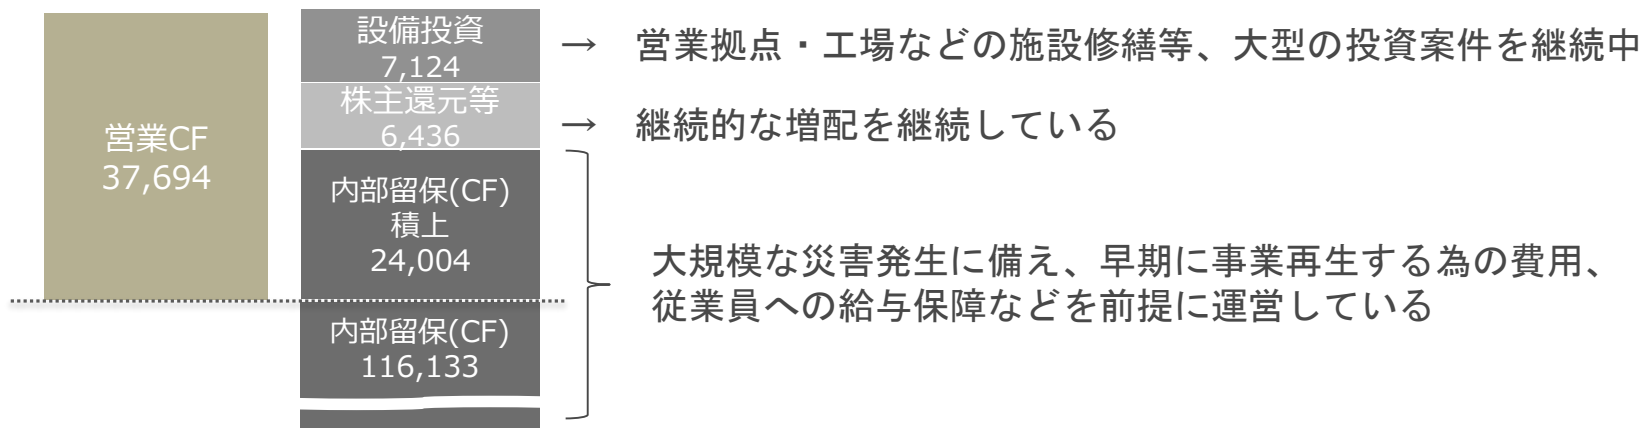 営業CF
37,694
設備投資
7,124
→ 営業拠点・工場などの施設修繕等、大型の投資案件を継続中
株主還元等
6,436
→ 継続的な増配を継続している
内部留保(CF)
積上
24,004
内部留保(CF)
116,133
大規模な災害発生に備え、早期に事業再生する為の費用、
従業員への給与保障などを前提に運営している